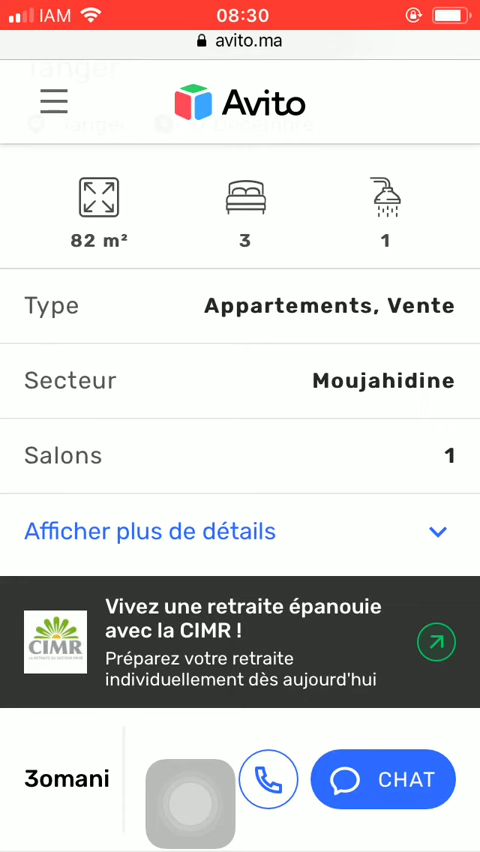 IAM 08:30
avito.ma
Tanger
Avito
Tanger
82 m² 3 1
Type Appartements, Vente
Secteur Moujahidine
Salons 1
Afficher plus de détails
Vivez une retraite épanouie
avec la CIMR !
CIMR
Préparez votre retraite
individuellement dès aujourd'hui
3omani CHAT